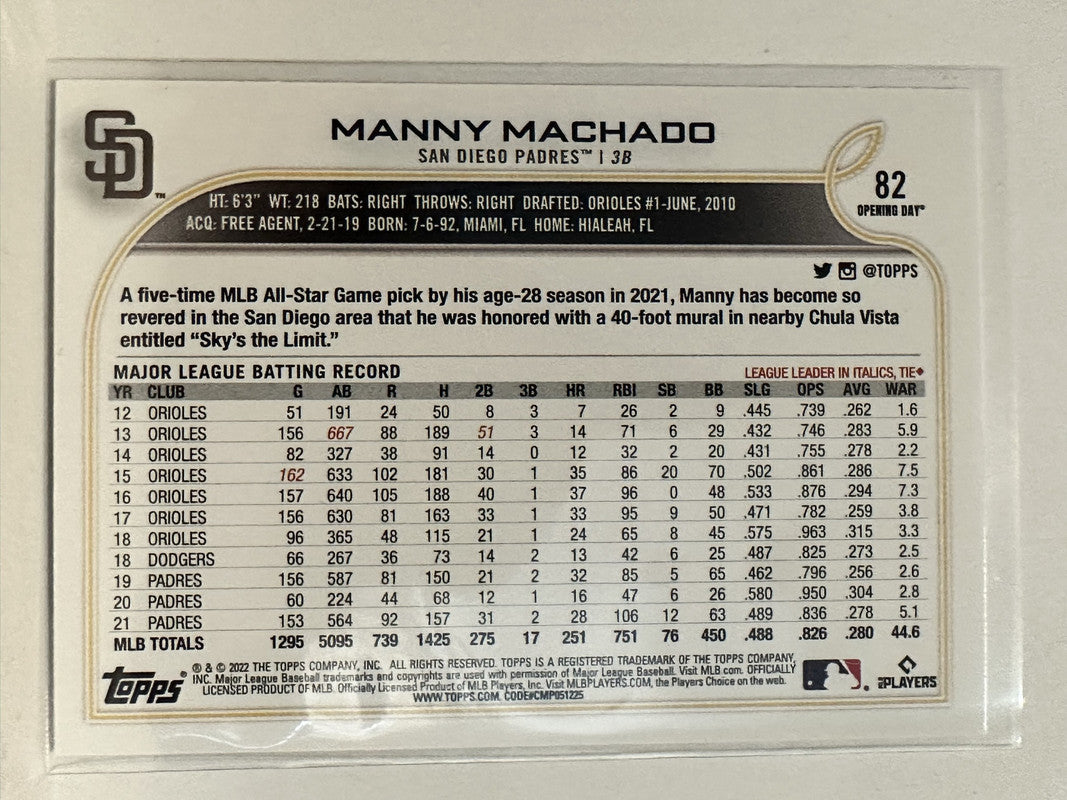 SD™
MANNY MACHADO
SAN DIEGO PADRES™ | 3B
82
OPENING DAY®
HT: 6'3" WT: 218 BATS: RIGHT THROWS: RIGHT DRAFTED: ORIOLES #1-JUNE, 2010
ACQ: FREE AGENT, 2-21-19 BORN: 7-6-92, MIAMI, FL HOME: HIALEAH, FL
@TOPPS
A five-time MLB All-Star Game pick by his age-28 season in 2021, Manny has become so
revered in the San Diego area that he was honored with a 40-foot mural in nearby Chula Vista
entitled “Sky’s the Limit.”
MAJOR LEAGUE BATTING RECORD LEAGUE LEADER IN ITALICS, TIE◆
YR CLUB G AB R H 2B 3B HR RBI SB BB SLG OPS AVG WAR
12 ORIOLES 51 191 24 50 8 3 7 26 2 9 .445 .739 .262 1.6
13 ORIOLES 156 667 88 189 51 3 14 71 6 29 .432 .746 .283 5.9
14 ORIOLES 82 327 38 91 14 0 12 32 2 20 .431 .755 .278 2.2
15 ORIOLES 162 633 102 181 30 1 35 86 20 70 .502 .861 .286 7.5
16 ORIOLES 157 640 105 188 40 1 37 96 0 48 .533 .876 .294 7.3
17 ORIOLES 156 630 81 163 33 1 33 95 9 50 .471 .782 .259 3.8
18 ORIOLES 96 365 48 115 21 1 24 65 8 45 .575 .963 .315 3.3
18 DODGERS 66 267 36 73 14 2 13 42 6 25 .487 .825 .273 2.5
19 PADRES 156 587 81 150 21 2 32 85 5 65 .462 .796 .256 2.6
20 PADRES 60 224 44 68 12 1 16 47 6 26 .580 .950 .304 2.8
21 PADRES 153 564 92 157 31 2 28 106 12 63 .489 .836 .278 5.1
MLB TOTALS 1295 5095 739 1425 275 17 251 751 76 450 .488 .826 .280 44.6
TOPPS®
® & © 2022 THE TOPPS COMPANY, INC. ALL RIGHTS RESERVED. TOPPS IS A REGISTERED TRADEMARK OF THE TOPPS COMPANY,
INC. Major League Baseball trademarks and copyrights are used with permission of Major League Baseball. Visit MLB.com. OFFICIALLY
LICENSED PRODUCT OF MLB. Officially Licensed Product of MLB Players, Inc. Visit MLBPLAYERS.COM, the Players Choice on the web.
WWW.TOPPS.COM. CODE#CMP051225
MLBPLAYERS